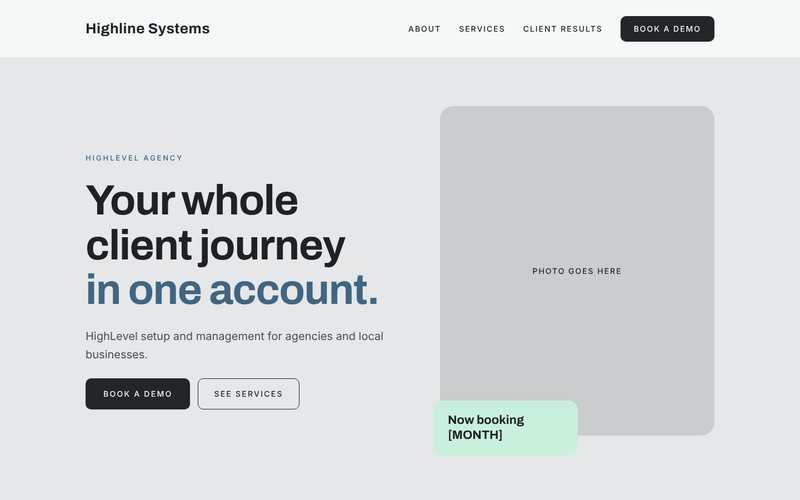 Highline Systems
ABOUT
SERVICES
CLIENT RESULTS
BOOK A DEMO
HIGHLEVEL AGENCY
Your whole
client journey
in one account.
HighLevel setup and management for agencies and local
businesses.
BOOK A DEMO
SEE SERVICES
PHOTO GOES HERE
Now booking
[MONTH]